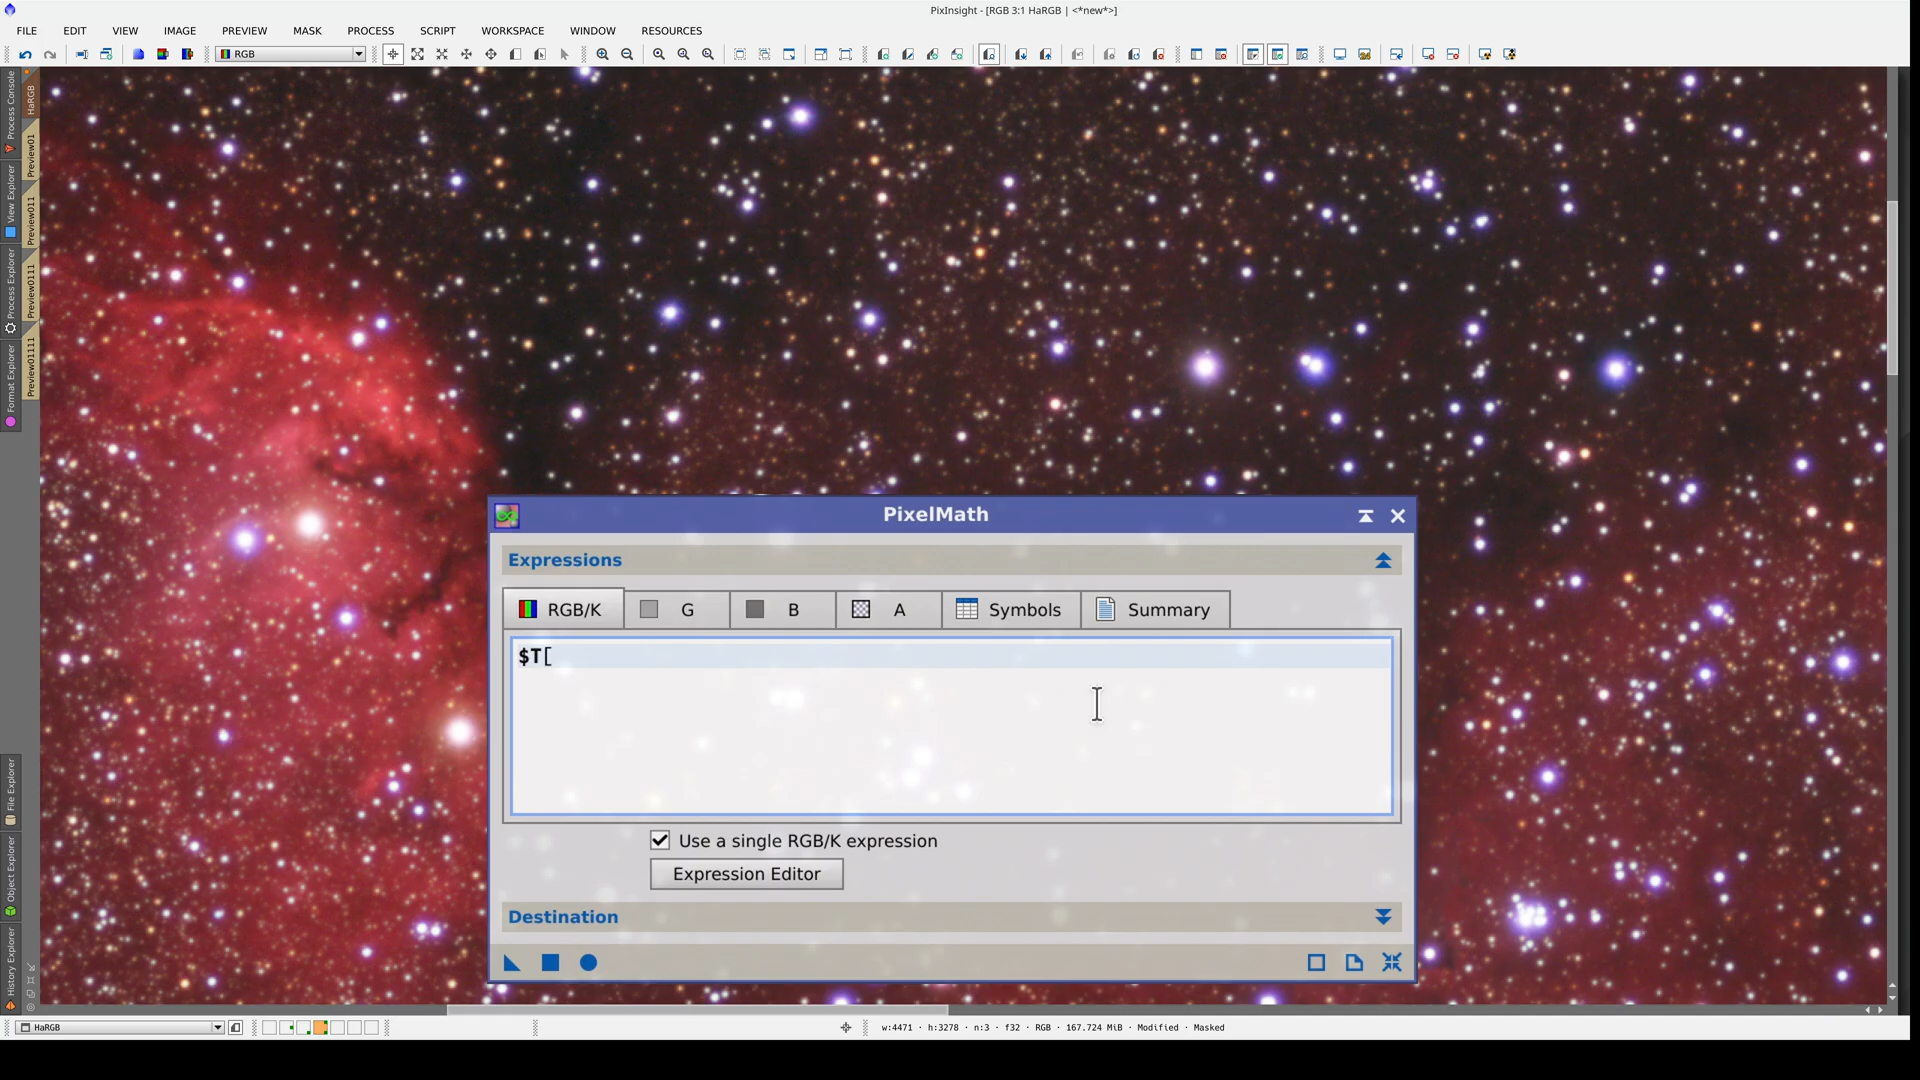 PixInsight - [RGB 3:1 HaRGB | <*new*>]
FILE EDIT VIEW IMAGE PREVIEW MASK PROCESS SCRIPT WORKSPACE WINDOW RESOURCES
RGB
Process Console
View Explorer
Process Explorer
Format Explorer
File Explorer
Object Explorer
History Explorer
HaRGB
Preview01
Preview011
Preview0111
Preview01111
PixelMath
Expressions
RGB/K G B A Symbols Summary
$T[
Use a single RGB/K expression
Expression Editor
Destination
HaRGB
w:4471 · h:3278 · n:3 · f32 · RGB · 167.724 MiB · Modified · Masked